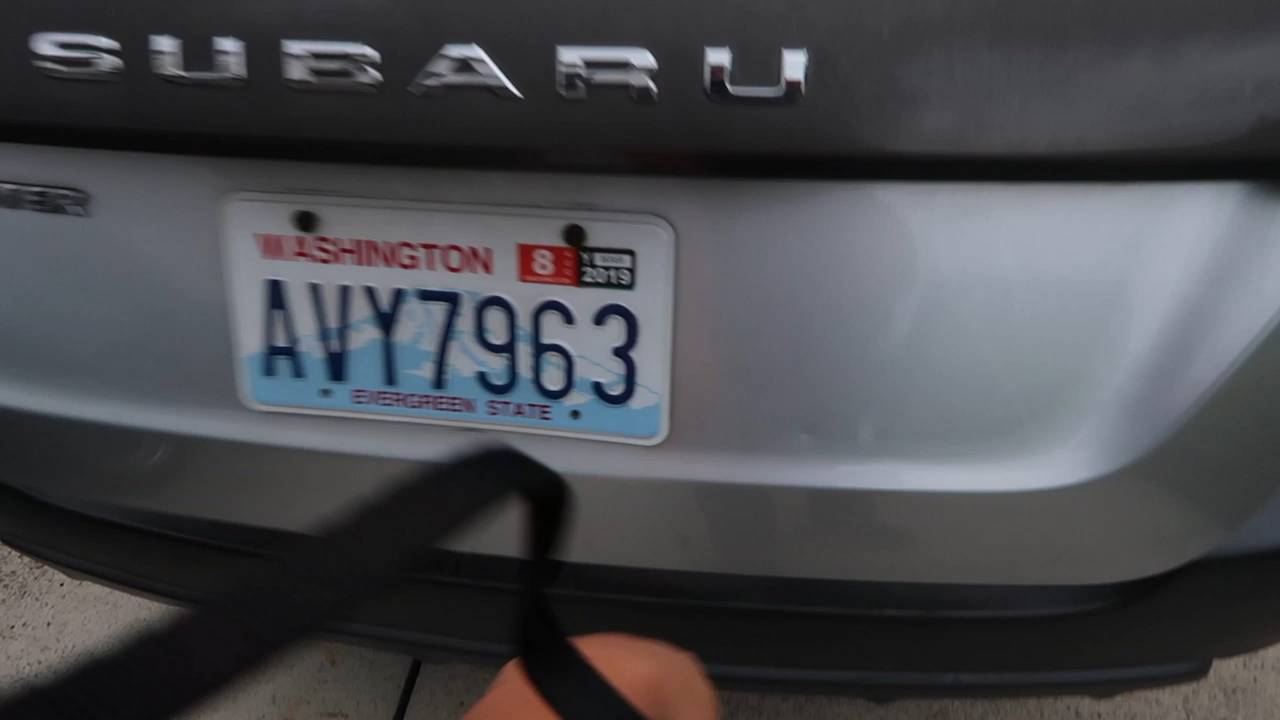 SUBARU
WASHINGTON
8
2019
AVY7963
EVERGREEN STATE